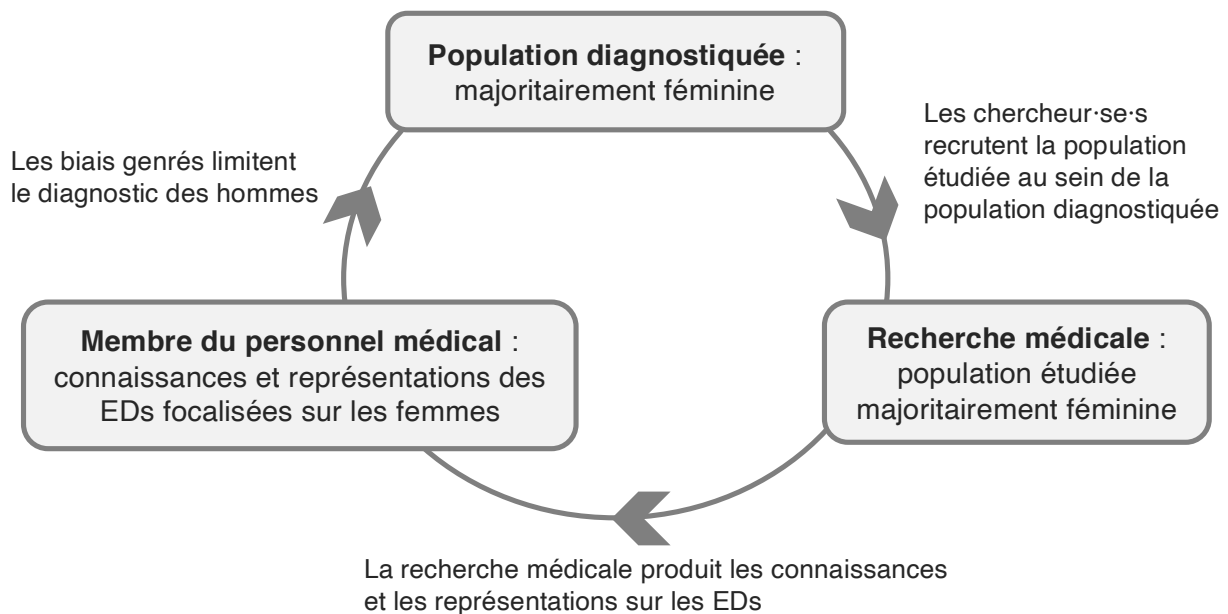 Population diagnostiquée :
majoritairement féminine
Les chercheur·se·s
recrutent la population
étudiée au sein de la
population diagnostiquée
Les biais genrés limitent
le diagnostic des hommes
Membre du personnel médical :
connaissances et représentations des
EDs focalisées sur les femmes
Recherche médicale :
population étudiée
majoritairement féminine
La recherche médicale produit les connaissances
et les représentations sur les EDs